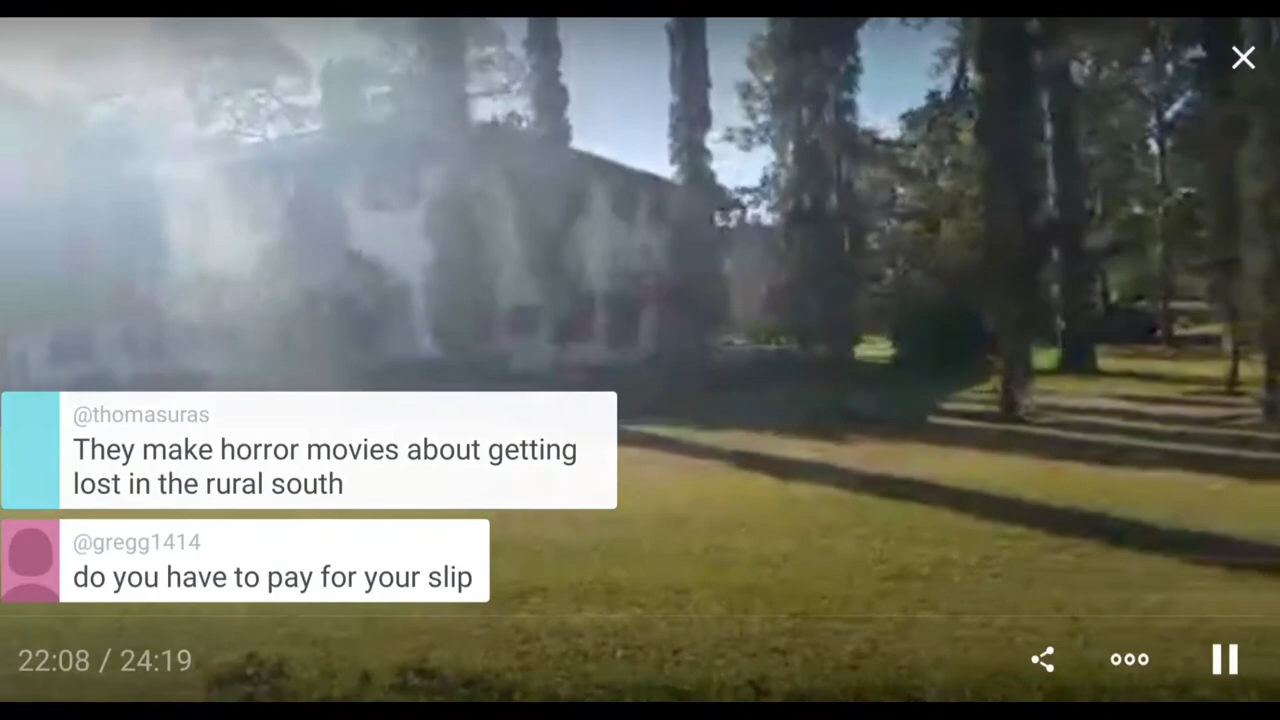 @thomasuras
They make horror movies about getting
lost in the rural south
@gregg1414
do you have to pay for your slip
22:08 / 24:19